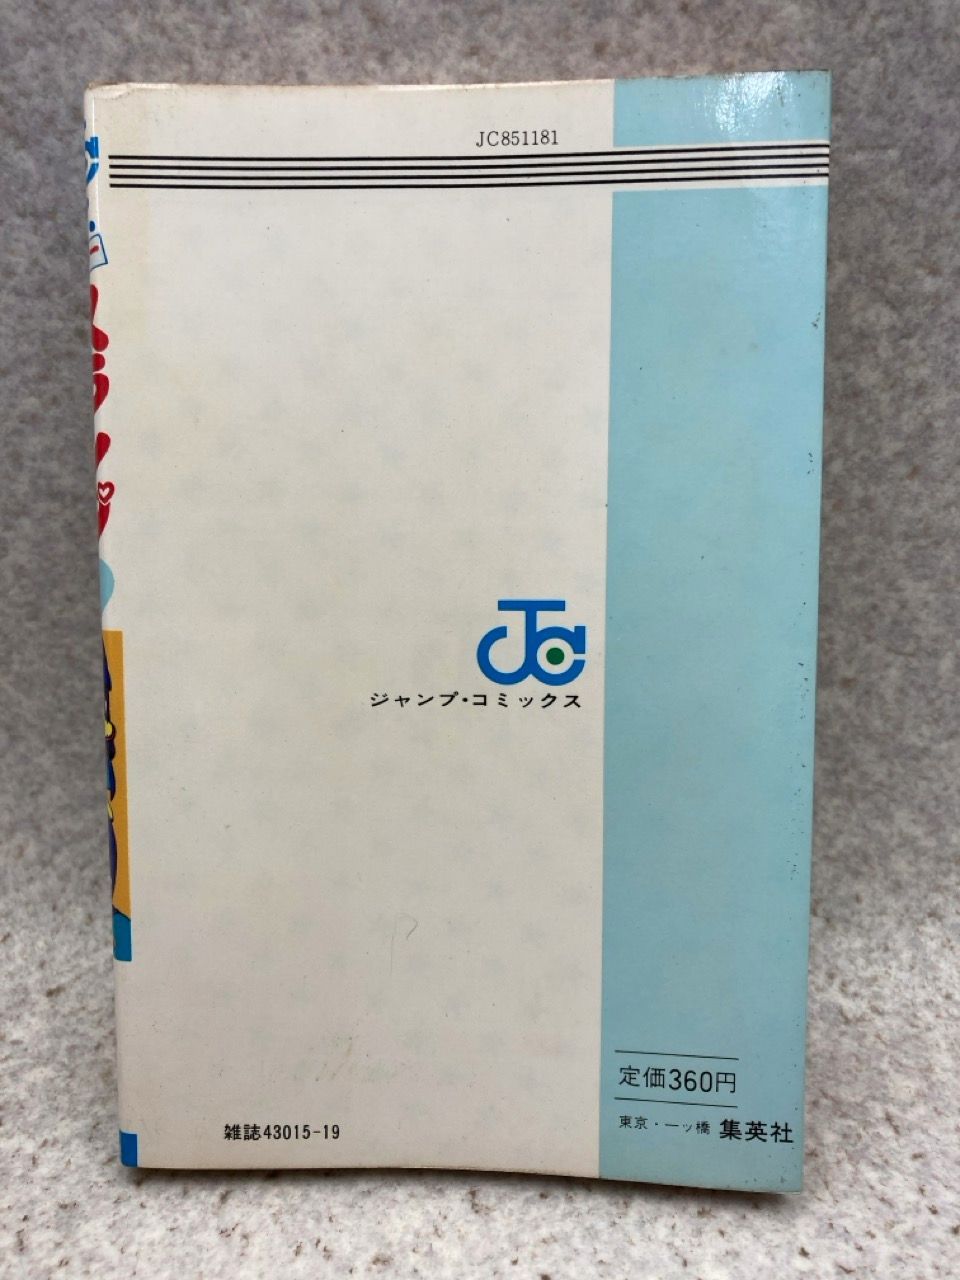 JC851181
JC
ジャンプ・コミックス
定価360円
東京・一ッ橋 集英社
雑誌43015-19